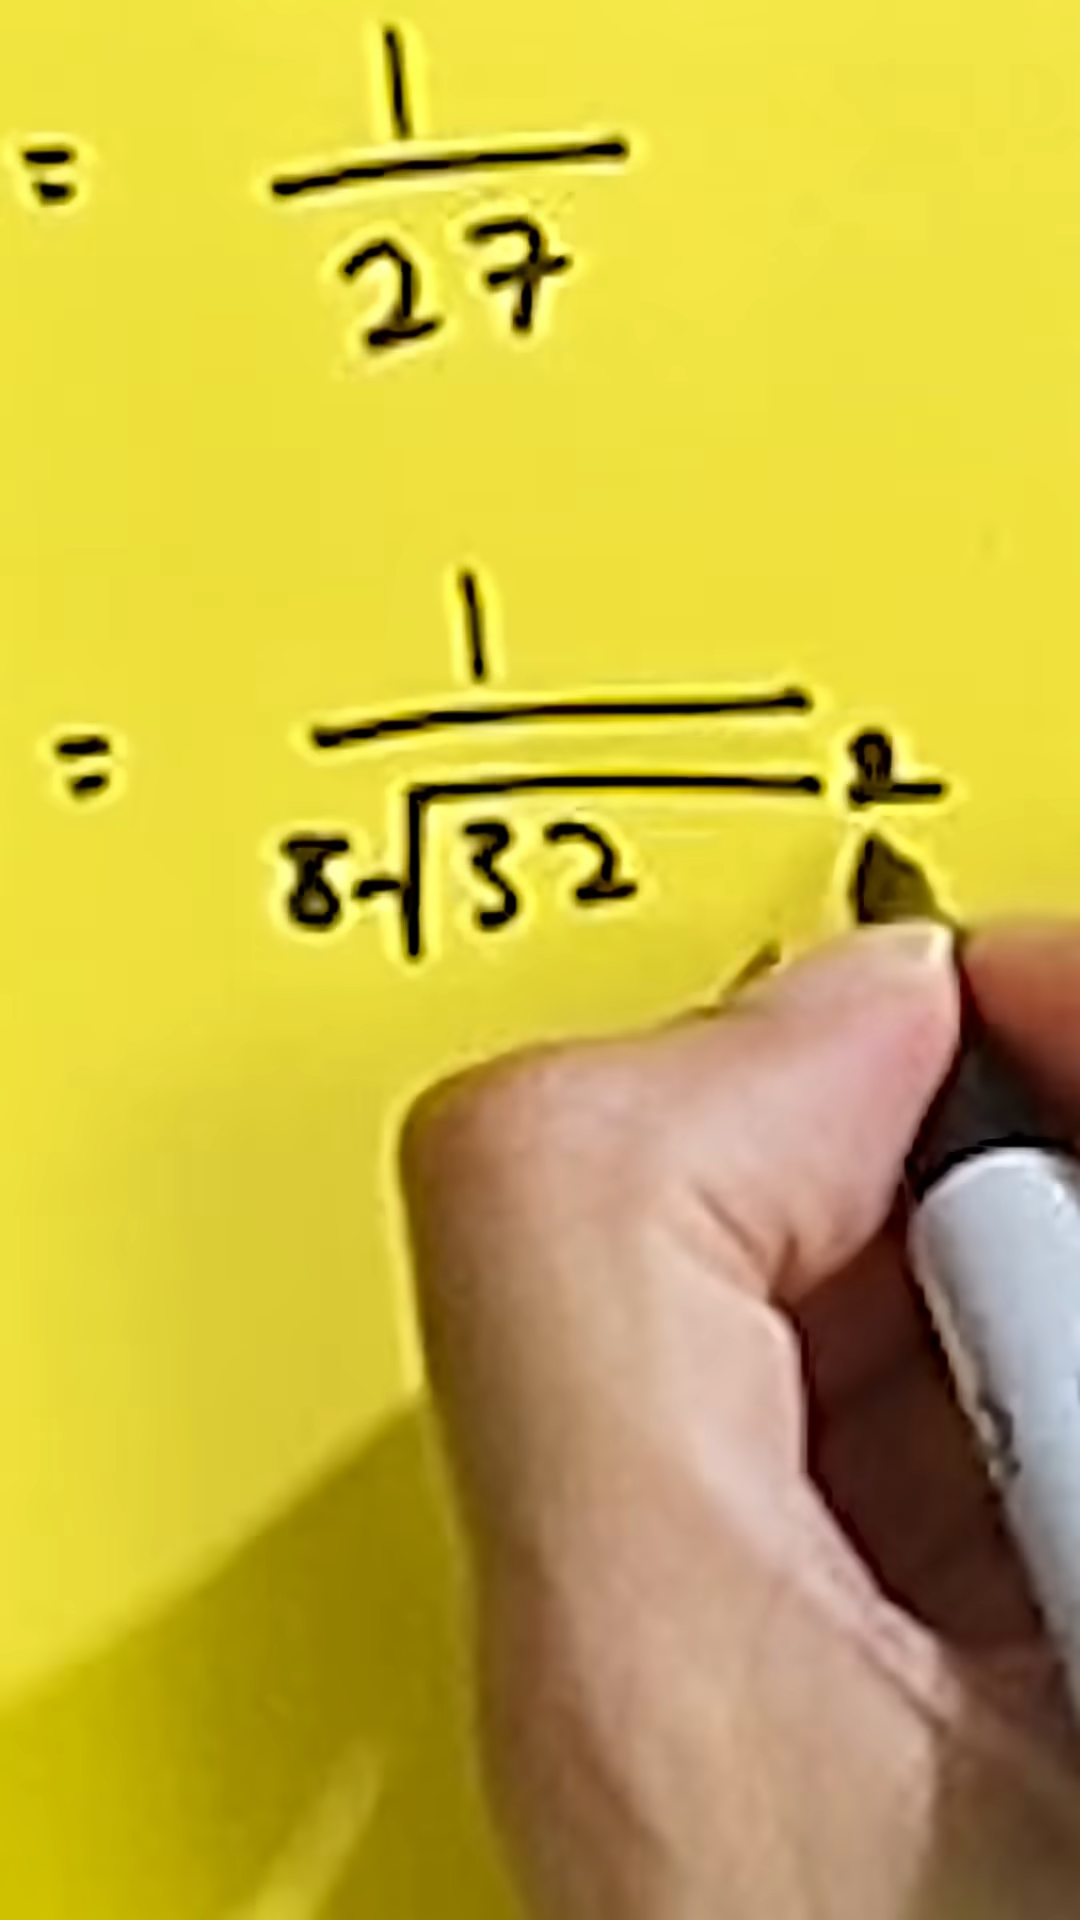 = 1/27
= 1/8√32